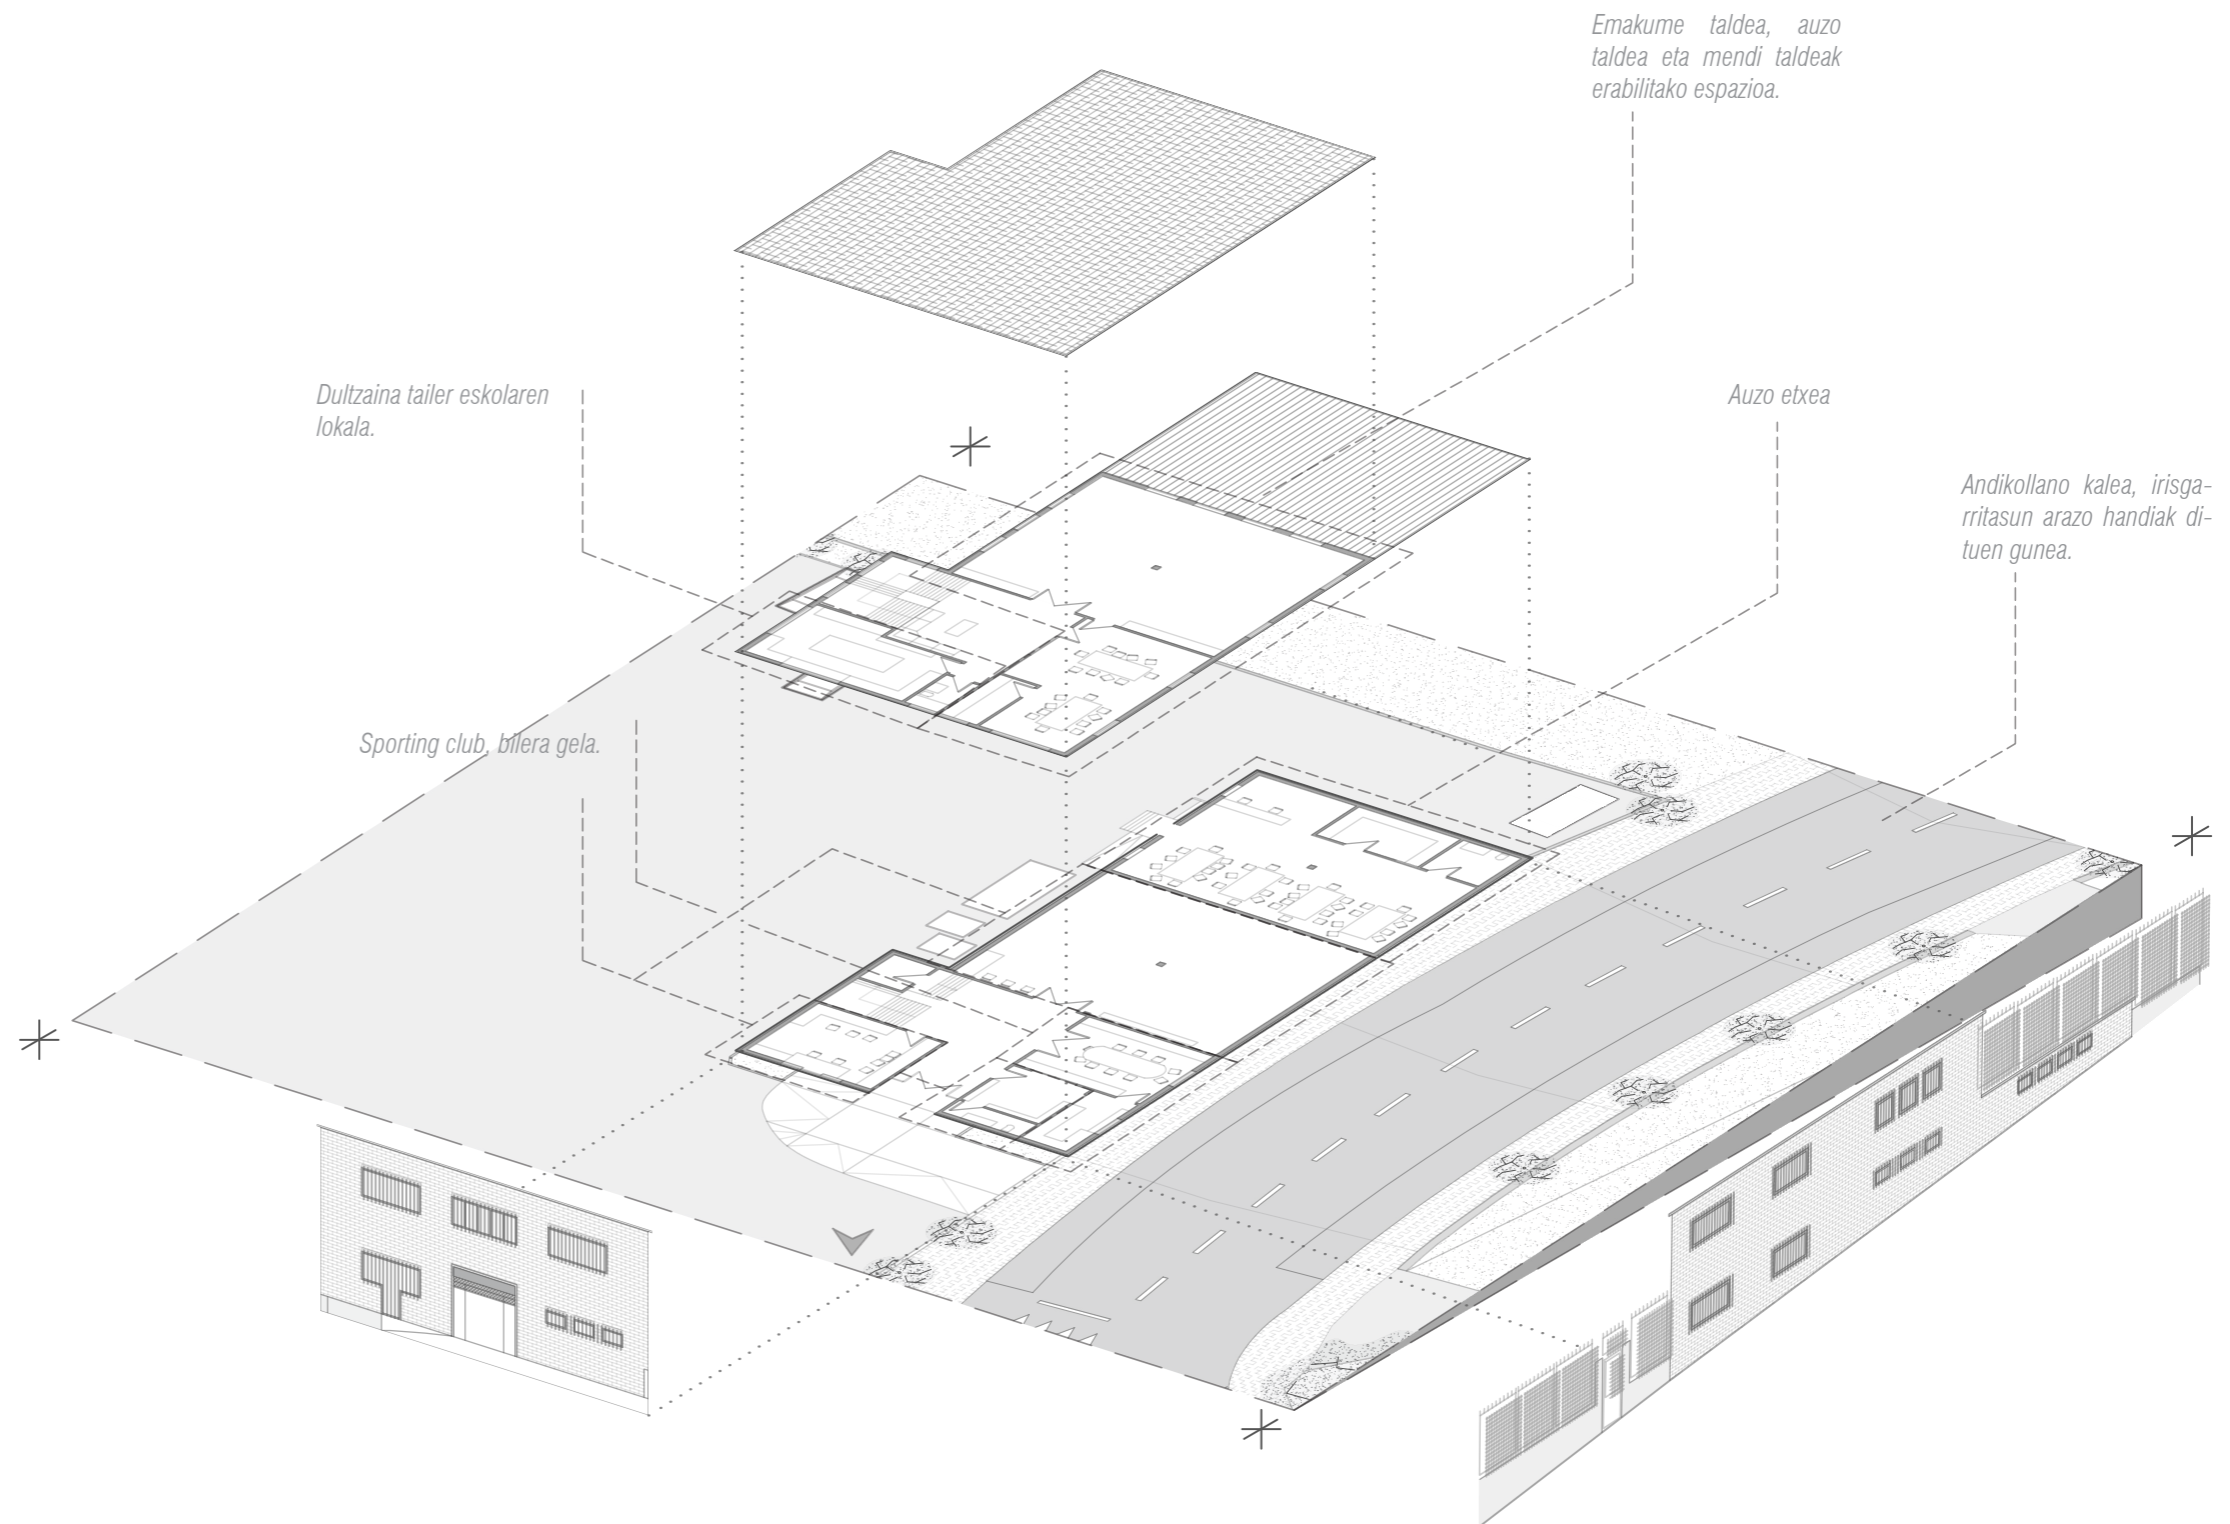 Emakume taldea, auzo
taldea eta mendi taldeak
erabilitako espazioa.
Dultzaina tailer eskolaren
lokala.
Auzo etxea
Andikollano kalea, irisga-
rritasun arazo handiak di-
tuen gunea.
Sporting club, bilera gela.